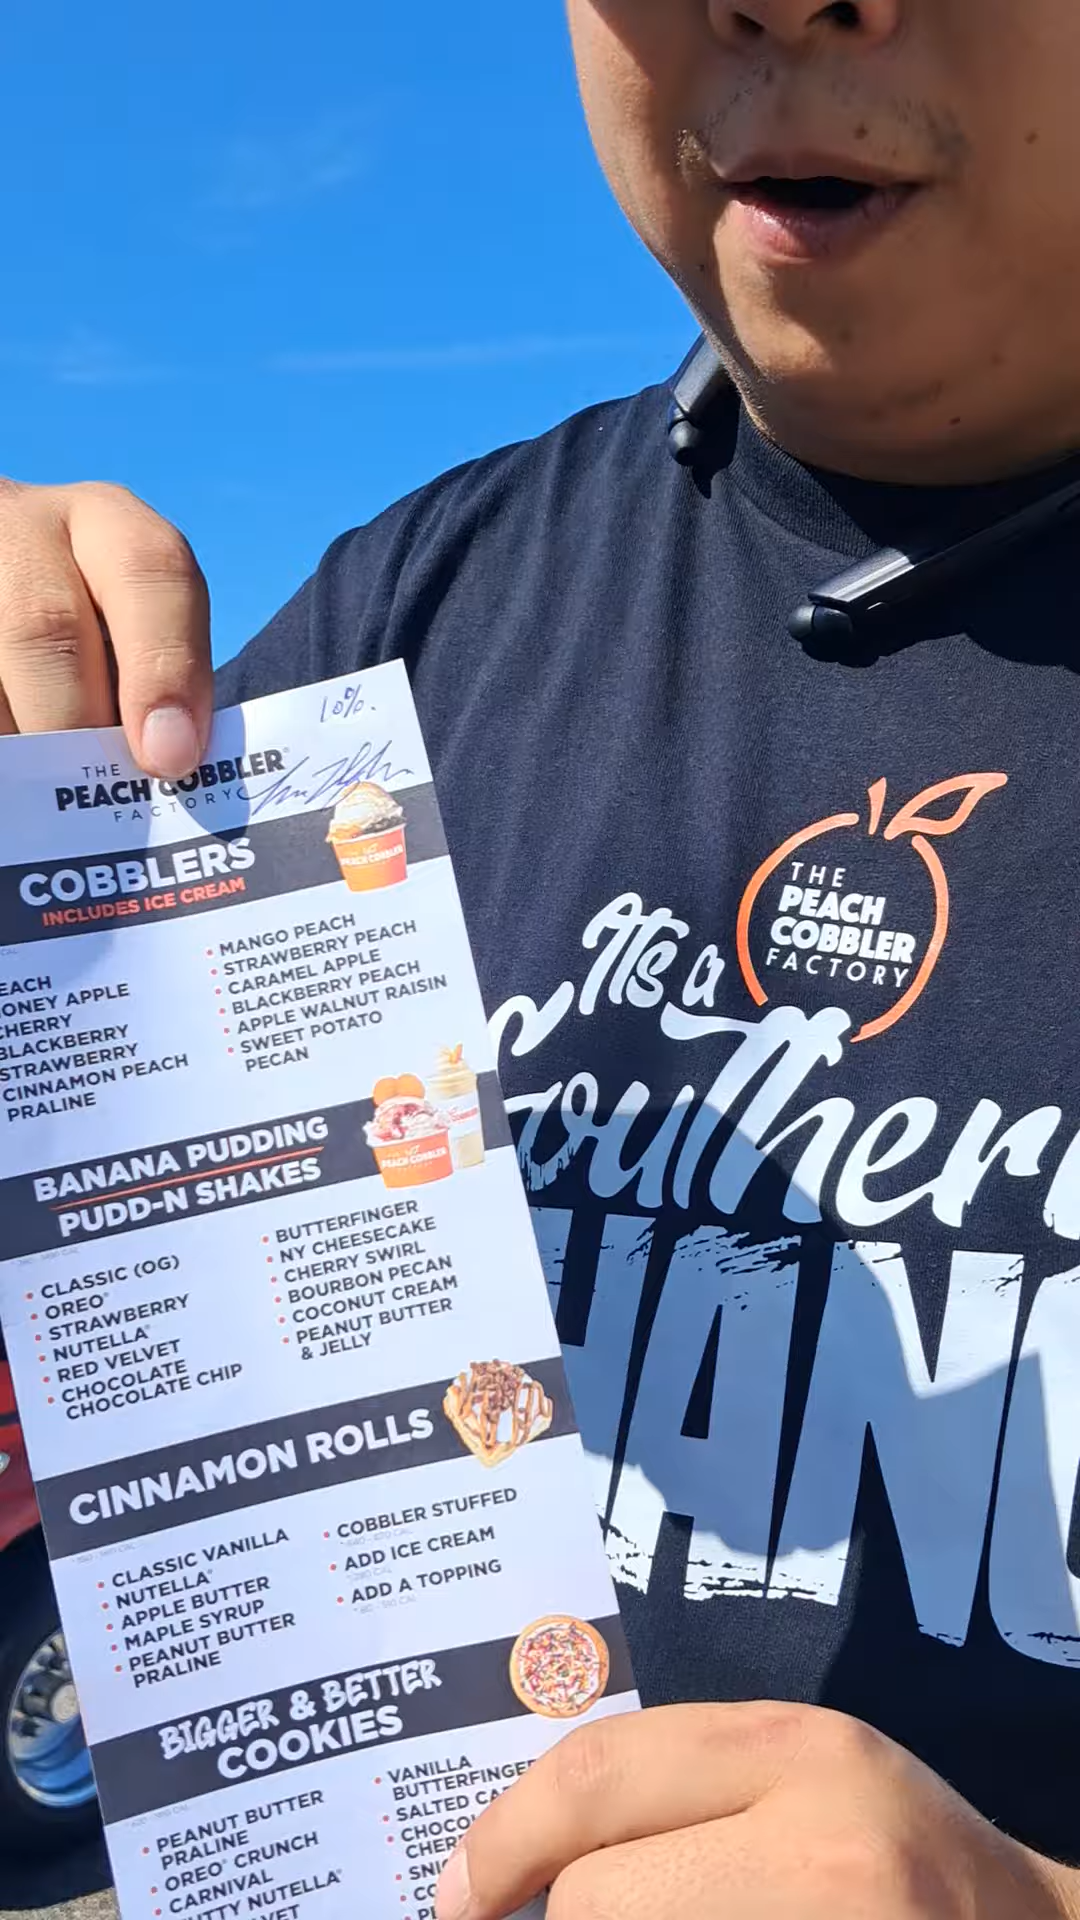 10%.
THE
PEACH COBBLER
FACTORY
COBBLERS
INCLUDES ICE CREAM
CHERRY
BLACKBERRY
STRAWBERRY
CINNAMON PEACH
PRALINE
• MANGO PEACH
• STRAWBERRY PEACH
• CARAMEL APPLE
• BLACKBERRY PEACH
• APPLE WALNUT RAISIN
• SWEET POTATO
PECAN
BANANA PUDDING
PUDD-N SHAKES
• CLASSIC (OG)
• OREO®
• STRAWBERRY
• NUTELLA®
• RED VELVET
• CHOCOLATE
CHOCOLATE CHIP
• BUTTERFINGER
• NY CHEESECAKE
• CHERRY SWIRL
• BOURBON PECAN
• COCONUT CREAM
• PEANUT BUTTER
& JELLY
CINNAMON ROLLS
• CLASSIC VANILLA
• NUTELLA®
• APPLE BUTTER
• MAPLE SYRUP
• PEANUT BUTTER
PRALINE
• COBBLER STUFFED
• ADD ICE CREAM
• ADD A TOPPING
BIGGER & BETTER
COOKIES
• PEANUT BUTTER
PRALINE
• OREO® CRUNCH
• CARNIVAL
NUTELLA®
• VANILLA
• SALTED
THE
PEACH
COBBLER
FACTORY
It's a
Southern